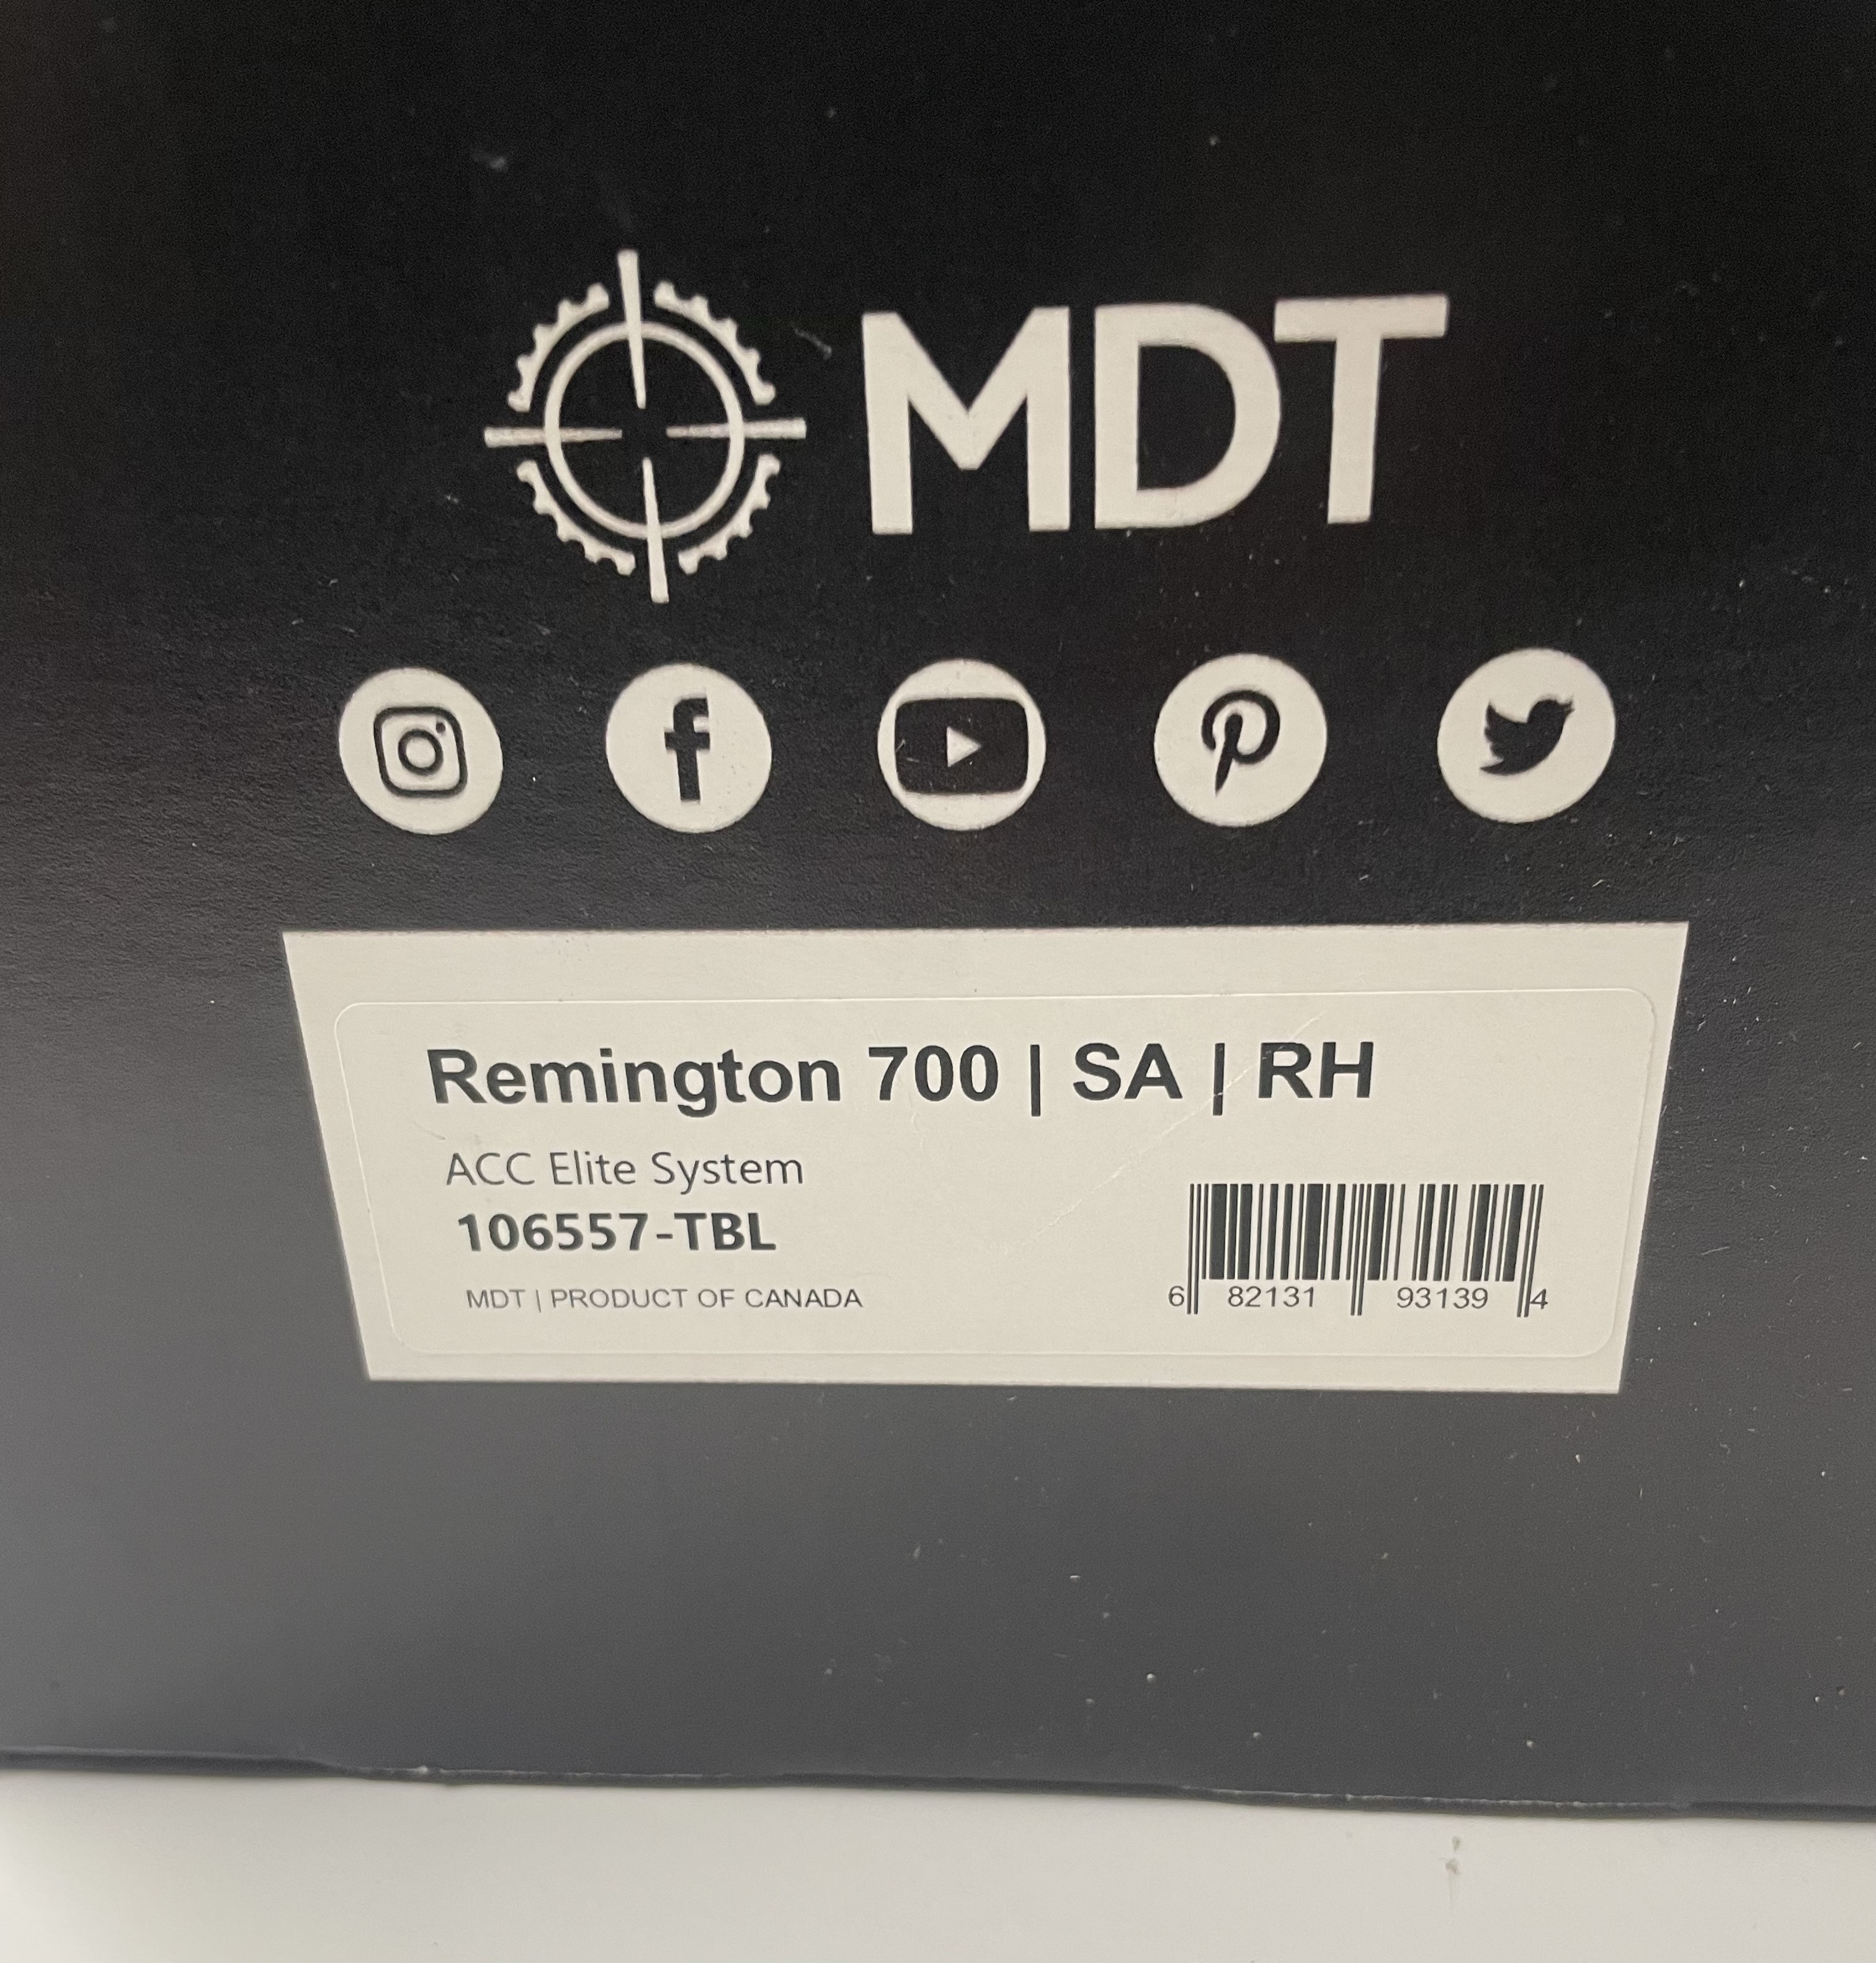 MDT
Remington 700 | SA | RH
ACC Elite System
106557-TBL
MDT | PRODUCT OF CANADA
6 82131 93139 4